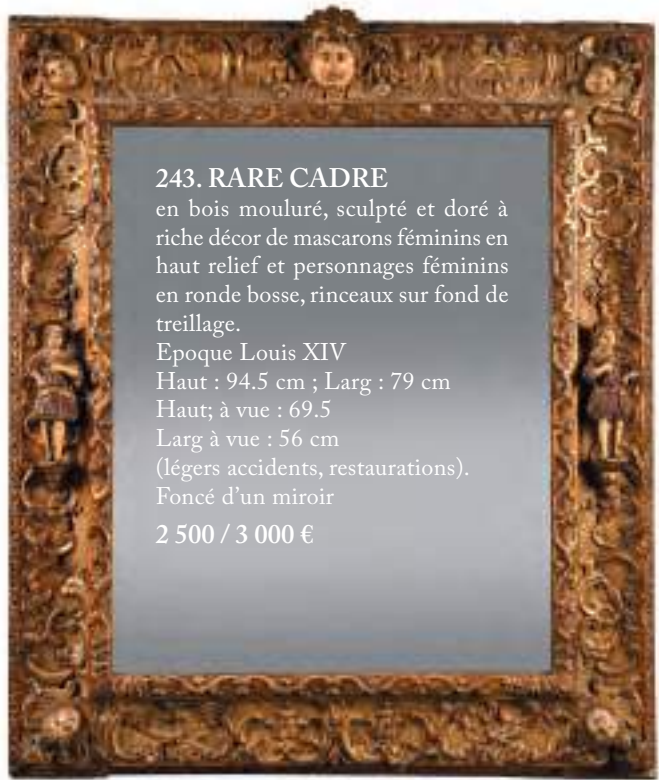 243. RARE CADRE
en bois mouluré, sculpté et doré à
riche décor de mascarons féminins en
haut relief et personnages féminins
en ronde bosse, rinceaux sur fond de
treillage.
Epoque Louis XIV
Haut : 94.5 cm ; Larg : 79 cm
Haut; à vue : 69.5
Larg à vue : 56 cm
(légers accidents, restaurations).
Foncé d’un miroir
2 500 / 3 000 €